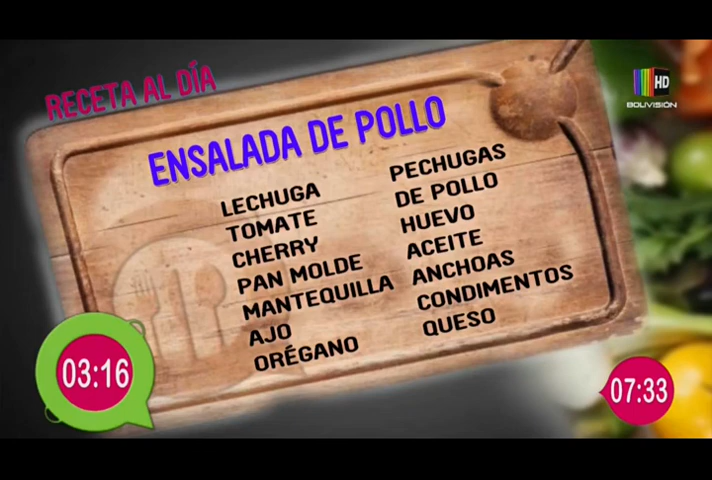 RECETA AL DÍA
HD
BOLIVISIÓN
ENSALADA DE POLLO
LECHUGA
TOMATE
CHERRY
PAN MOLDE
MANTEQUILLA
AJO
ORÉGANO
PECHUGAS
DE POLLO
HUEVO
ACEITE
ANCHOAS
CONDIMENTOS
QUESO
03:16
07:33